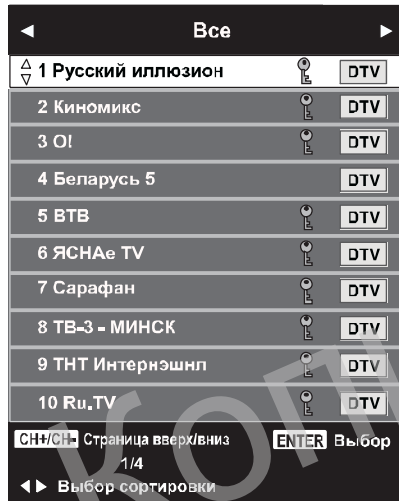 Все
1 Русский иллюзион DTV
2 Киномикс DTV
3 О! DTV
4 Беларусь 5 DTV
5 ВТВ DTV
6 ЯСНАе TV DTV
7 Сарафан DTV
8 ТВ-3 - МИНСК DTV
9 ТНТ Интернэшнл DTV
10 Ru.TV DTV
CH+/CH- Страница вверх/вниз ENTER Выбор
1/4
Выбор сортировки